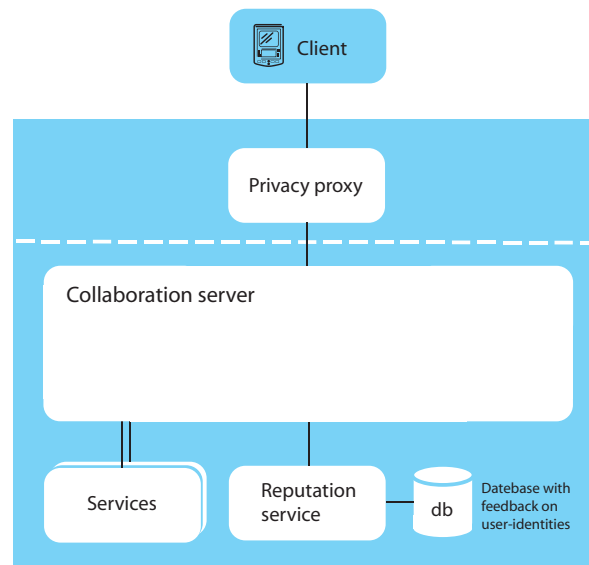 Client
Privacy proxy
Collaboration server
Services
Reputation
service
db
Datebase with
feedback on
user-identities